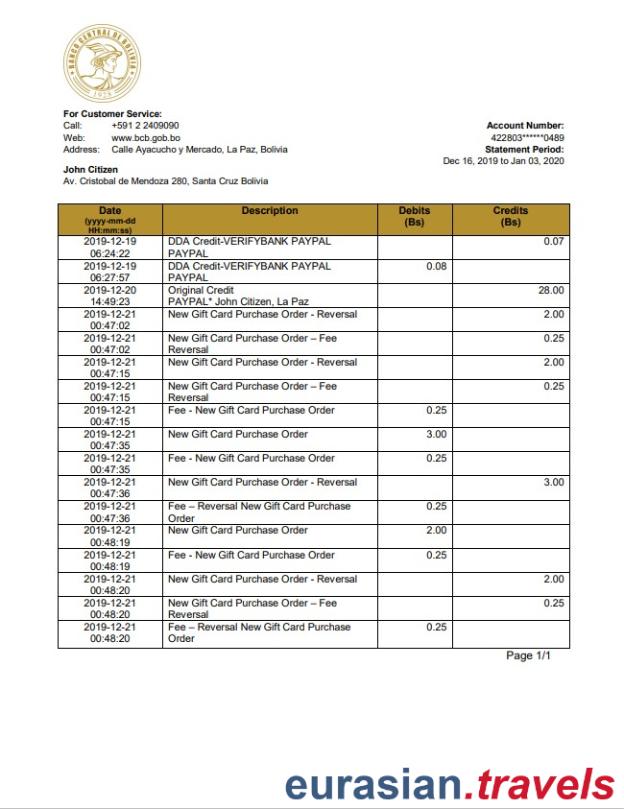 BANCO CENTRAL DE BOLIVIA
1928
For Customer Service:
Call: +591 2 2409090
Web: www.bcb.gob.bo
Address: Calle Ayacucho y Mercado, La Paz, Bolivia
Account Number:
422803******0489
Statement Period:
Dec 16, 2019 to Jan 03, 2020
John Citizen
Av. Cristobal de Mendoza 280, Santa Cruz Bolivia
Date Description Debits Credits
(yyyy-mm-dd (Bs) (Bs)
HH:mm:ss)
2019-12-19 DDA Credit-VERIFYBANK PAYPAL 0.07
06:24:22 PAYPAL
2019-12-19 DDA Credit-VERIFYBANK PAYPAL 0.08
06:27:57 PAYPAL
2019-12-20 Original Credit 28.00
14:49:23 PAYPAL* John Citizen, La Paz
2019-12-21 New Gift Card Purchase Order - Reversal 2.00
00:47:02
2019-12-21 New Gift Card Purchase Order – Fee 0.25
00:47:02 Reversal
2019-12-21 New Gift Card Purchase Order - Reversal 2.00
00:47:15
2019-12-21 New Gift Card Purchase Order – Fee 0.25
00:47:15 Reversal
2019-12-21 Fee - New Gift Card Purchase Order 0.25
00:47:15
2019-12-21 New Gift Card Purchase Order 3.00
00:47:35
2019-12-21 Fee - New Gift Card Purchase Order 0.25
00:47:35
2019-12-21 New Gift Card Purchase Order - Reversal 3.00
00:47:36
2019-12-21 Fee – Reversal New Gift Card Purchase 0.25
00:47:36 Order
2019-12-21 New Gift Card Purchase Order 2.00
00:48:19
2019-12-21 Fee - New Gift Card Purchase Order 0.25
00:48:19
2019-12-21 New Gift Card Purchase Order - Reversal 2.00
00:48:20
2019-12-21 New Gift Card Purchase Order – Fee 0.25
00:48:20 Reversal
2019-12-21 Fee – Reversal New Gift Card Purchase 0.25
00:48:20 Order
Page 1/1
eurasian.travels